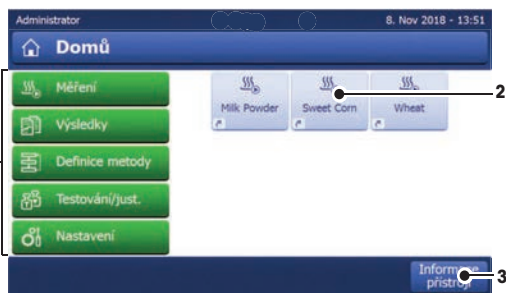 Administrator
8. Nov 2018 - 13:51
Domů
Měření
Milk Powder
Sweet Corn
Wheat
2
Výsledky
Definice metody
Testování/just.
Nastavení
přístroji
3